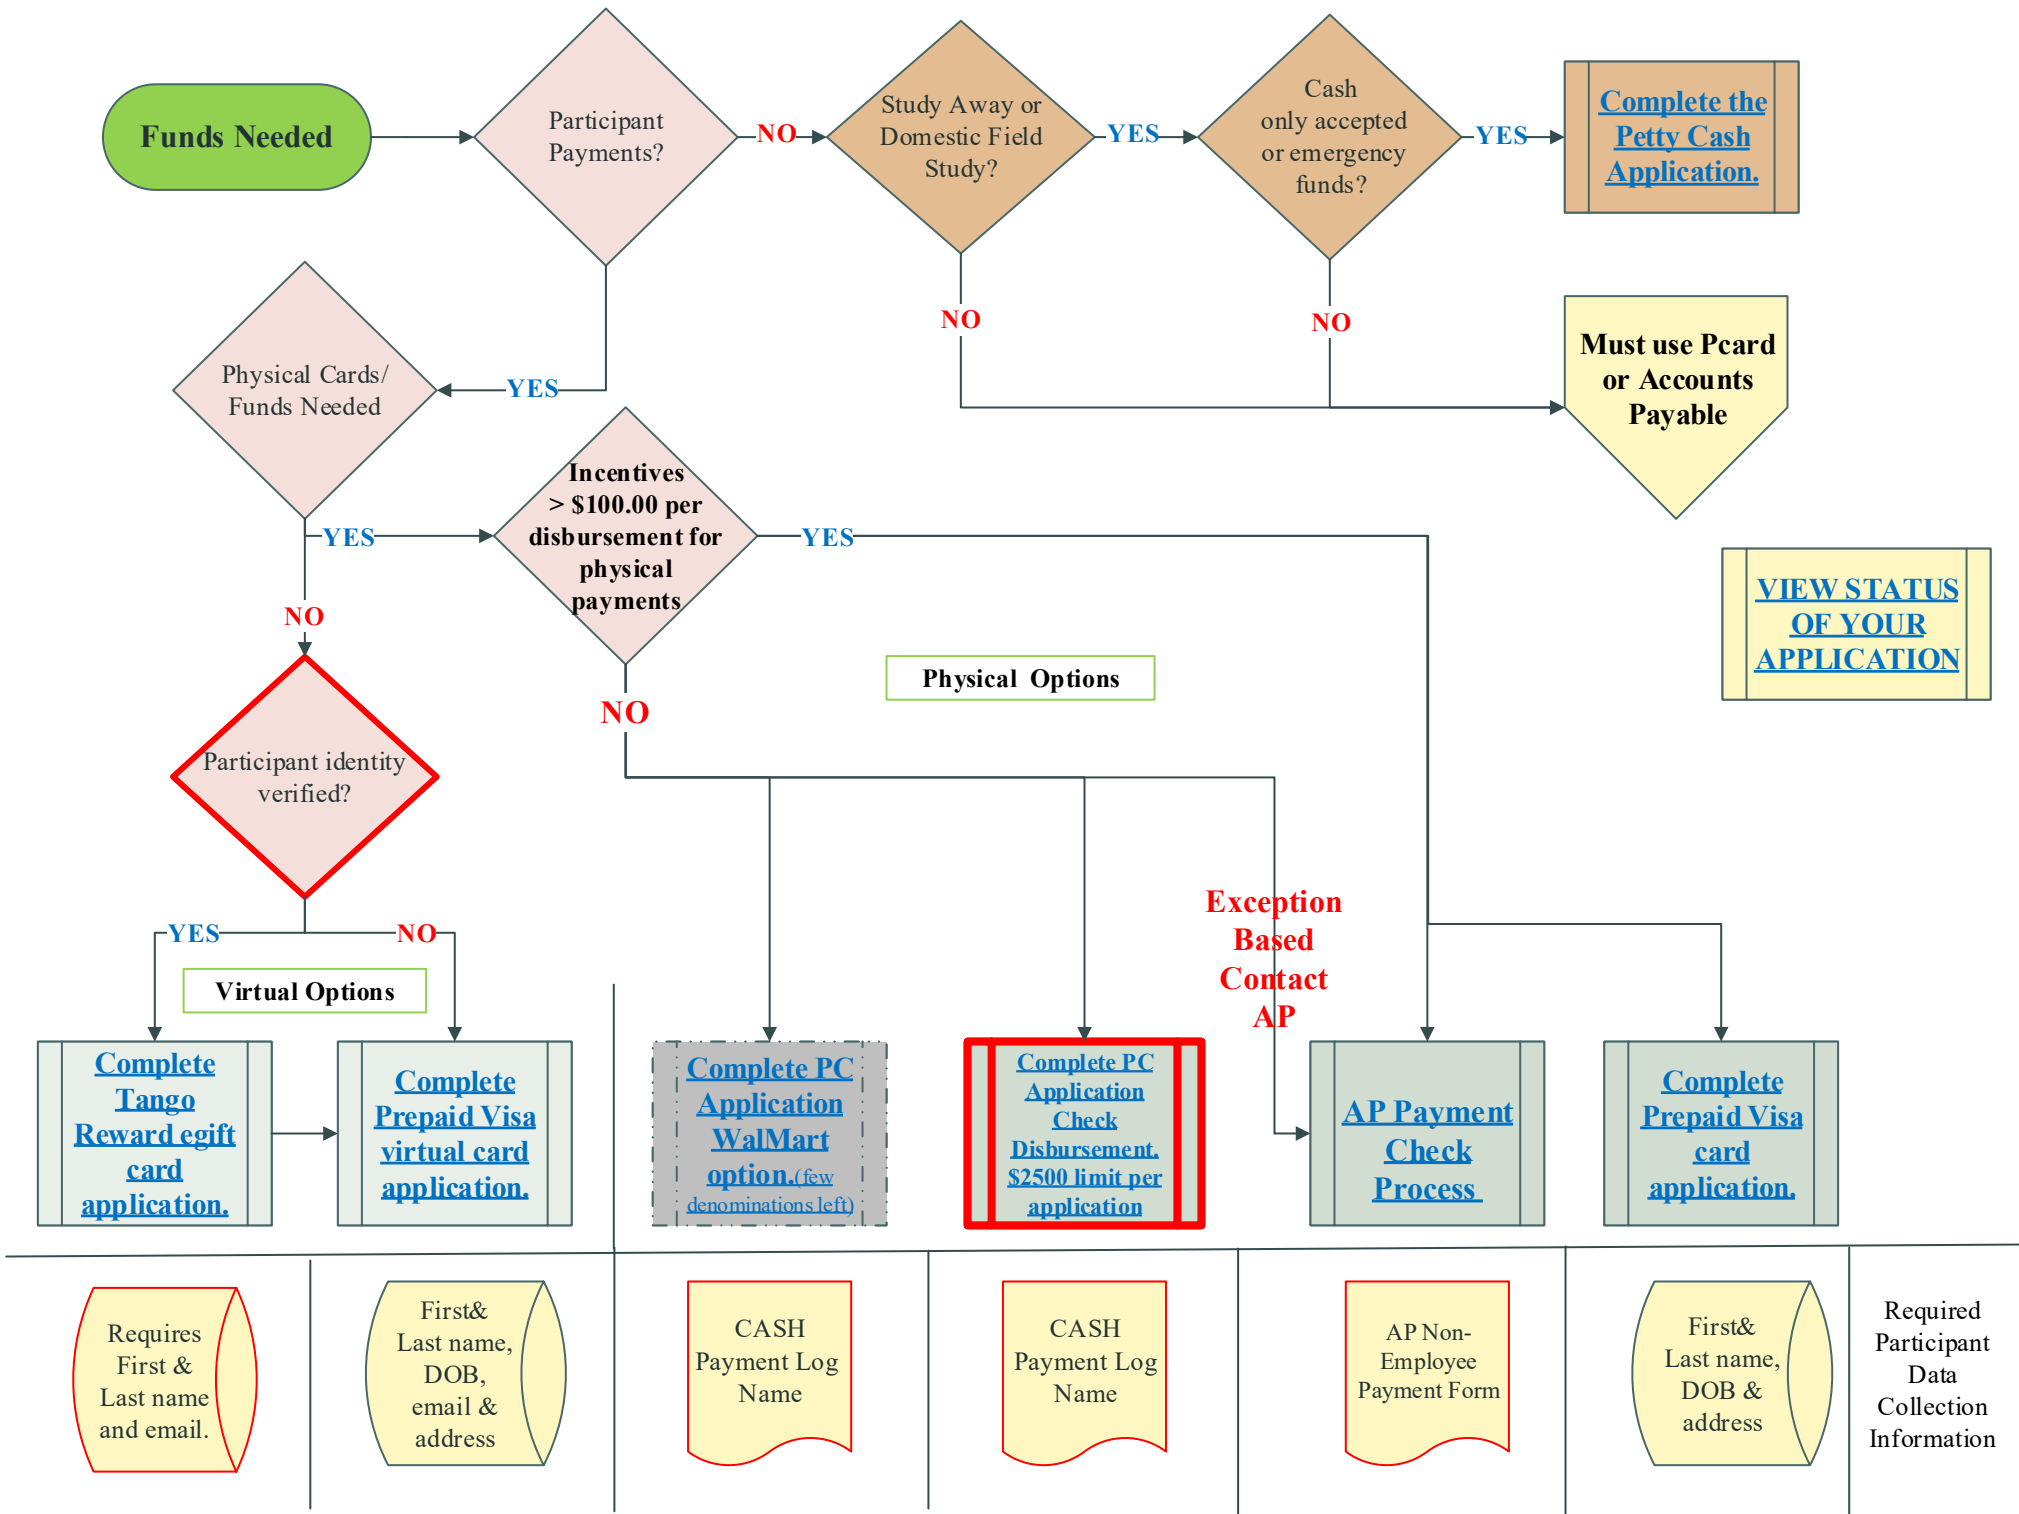 Funds Needed
Participant
Payments?
NO
Study Away or
Domestic Field
Study?
YES
Cash
only accepted
or emergency
funds?
YES
Complete the
Petty Cash
Application.
NO
NO
Must use Pcard
or Accounts
Payable
Physical Cards/
Funds Needed
YES
YES
Incentives
> $100.00 per
disbursement for
physical
payments
YES
VIEW STATUS
OF YOUR
APPLICATION
NO
NO
Physical Options
Participant identity
verified?
YES
NO
Virtual Options
Exception
Based
Contact
AP
Complete
Tango
Reward egift
card
application.
Complete
Prepaid Visa
virtual card
application.
Complete PC
Application
WalMart
option.(few
denominations left)
Complete PC
Application
Check
Disbursement.
$2500 limit per
application
AP Payment
Check
Process
Complete
Prepaid Visa
card
application.
Requires
First &
Last name
and email.
First&
Last name,
DOB,
email &
address
CASH
Payment Log
Name
CASH
Payment Log
Name
AP Non-
Employee
Payment Form
First&
Last name,
DOB &
address
Required
Participant
Data
Collection
Information